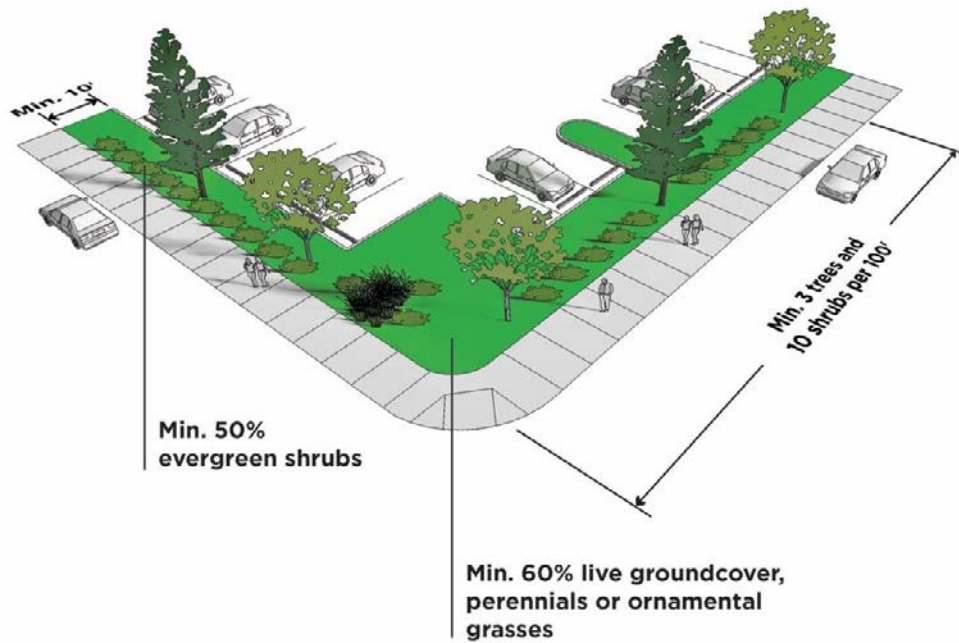 Min. 10'
Min. 3 trees and
10 shrubs per 100'
Min. 50%
evergreen shrubs
Min. 60% live groundcover,
perennials or ornamental
grasses